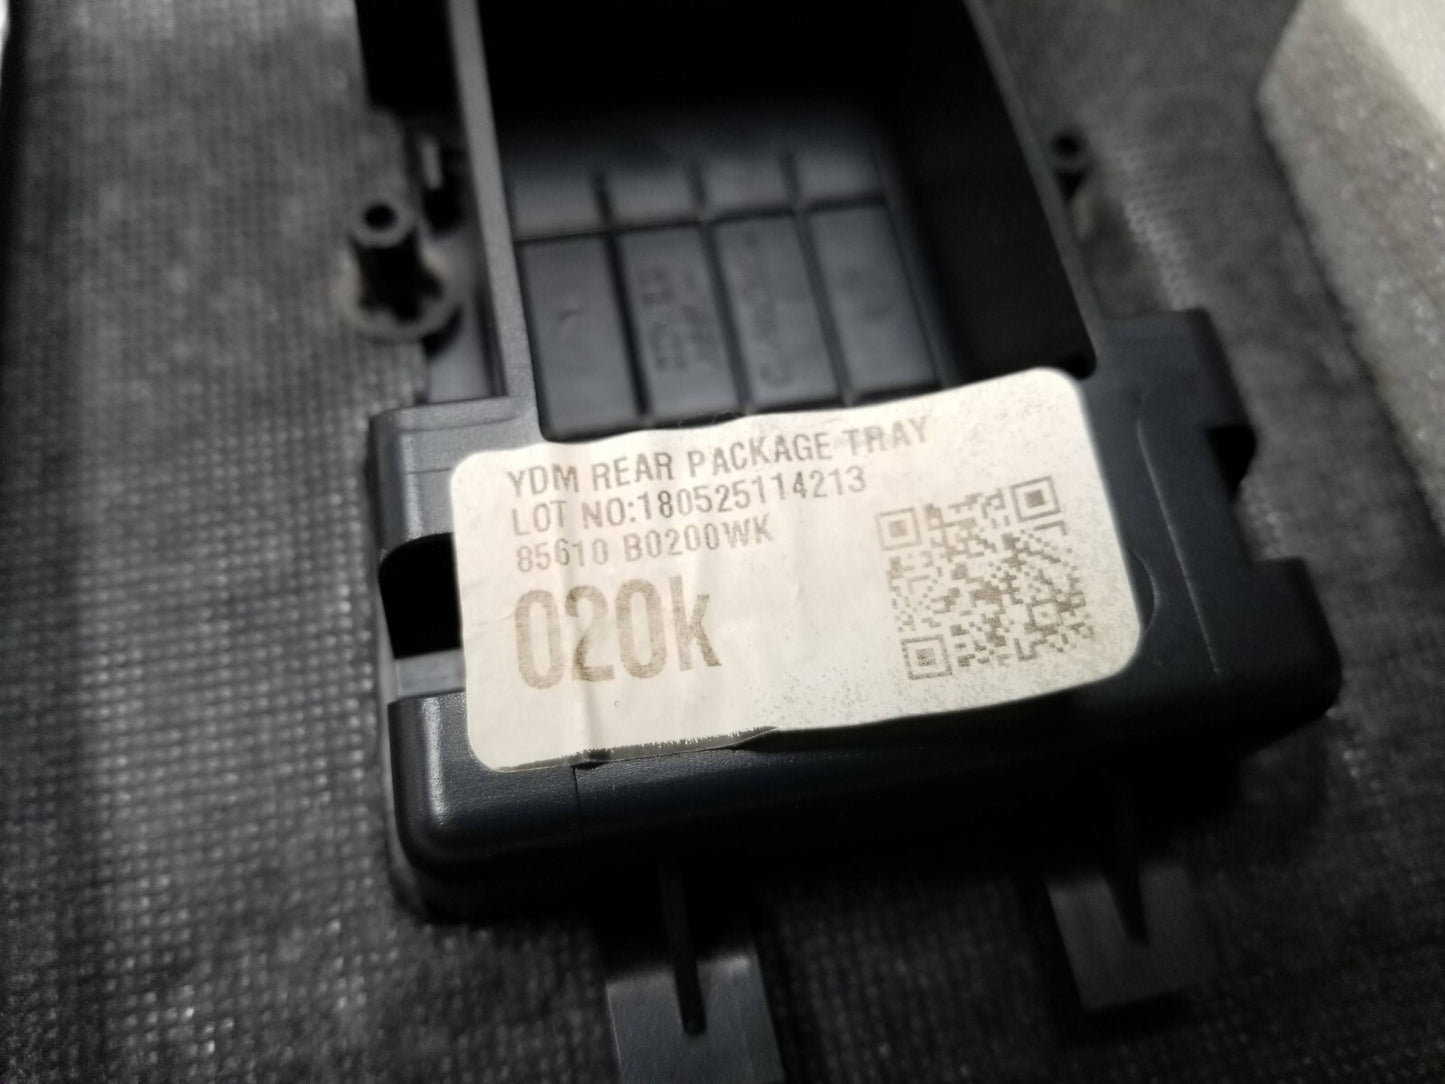 YDM REAR PACKAGE TRAY
LOT NO:180525114213
85610 B0200WK
020k